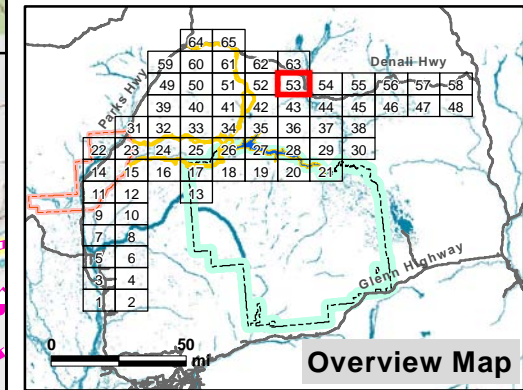 64 65
59 60 61 62 63
Denali Hwy
Parks Hwy
49 50 51 52 53 54 55 56 57 58
39 40 41 42 43 44 45 46 47 48
31 32 33 34 35 36 37 38
22 23 24 25 26 27 28 29 30
14 15 16 17 18 19 20 21
11 12 13
9 10
7 8
5 6
3 4
1 2
Glenn Highway
0 50
mi
Overview Map